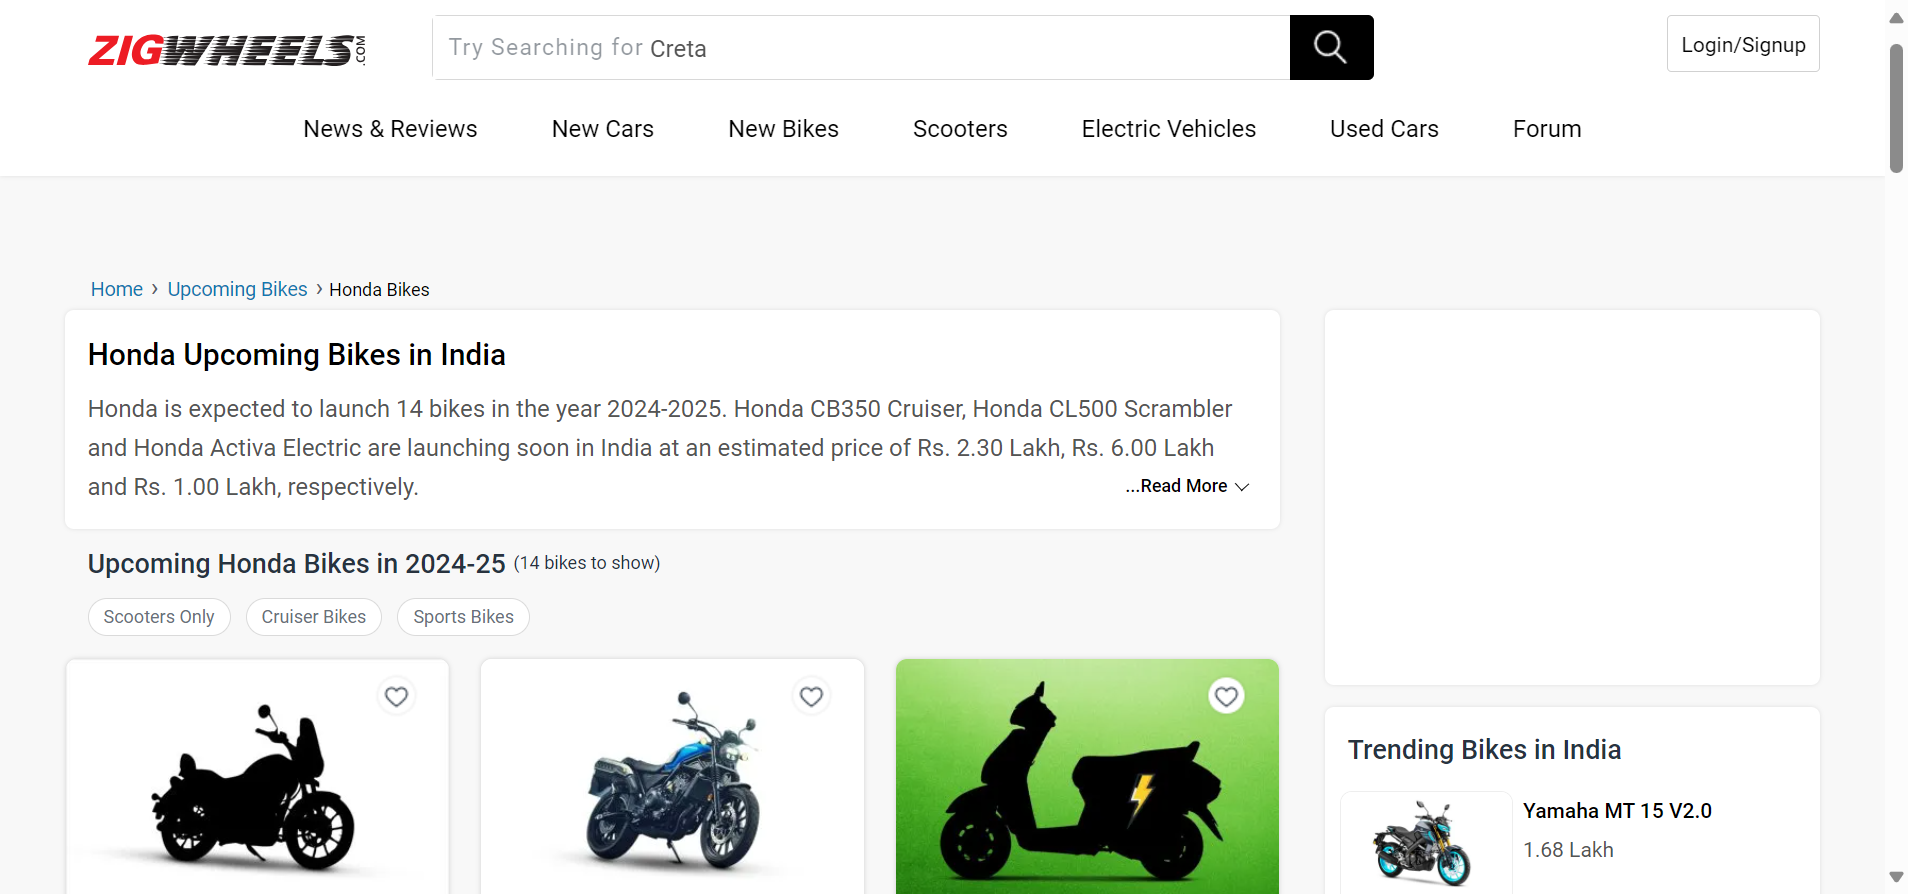 ZIGWHEELS.COM
Try Searching for Creta
Login/Signup
News & Reviews
New Cars
New Bikes
Scooters
Electric Vehicles
Used Cars
Forum
Home › Upcoming Bikes › Honda Bikes
Honda Upcoming Bikes in India
Honda is expected to launch 14 bikes in the year 2024-2025. Honda CB350 Cruiser, Honda CL500 Scrambler
and Honda Activa Electric are launching soon in India at an estimated price of Rs. 2.30 Lakh, Rs. 6.00 Lakh
and Rs. 1.00 Lakh, respectively.
...Read More
Upcoming Honda Bikes in 2024-25 (14 bikes to show)
Scooters Only
Cruiser Bikes
Sports Bikes
Trending Bikes in India
Yamaha MT 15 V2.0
1.68 Lakh